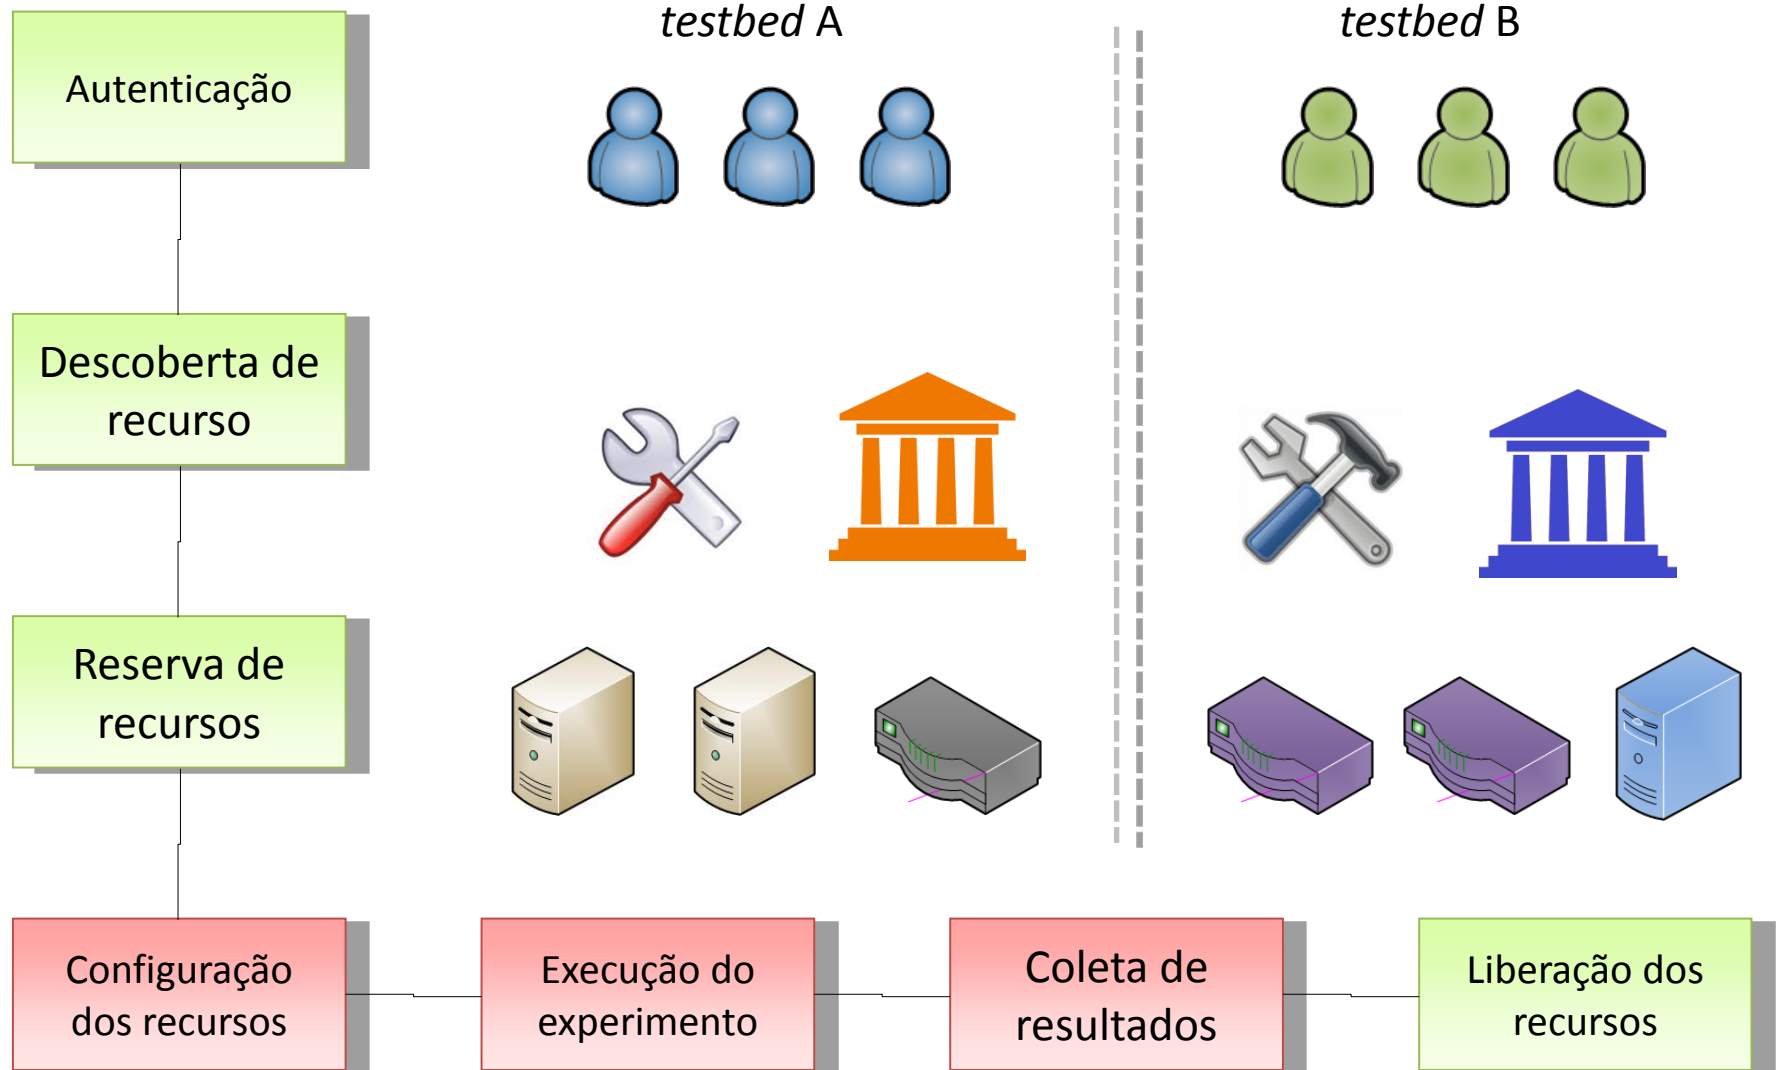 testbed A
testbed B
Autenticação
Descoberta de
recurso
Reserva de
recursos
Configuração
dos recursos
Execução do
experimento
Coleta de
resultados
Liberação dos
recursos